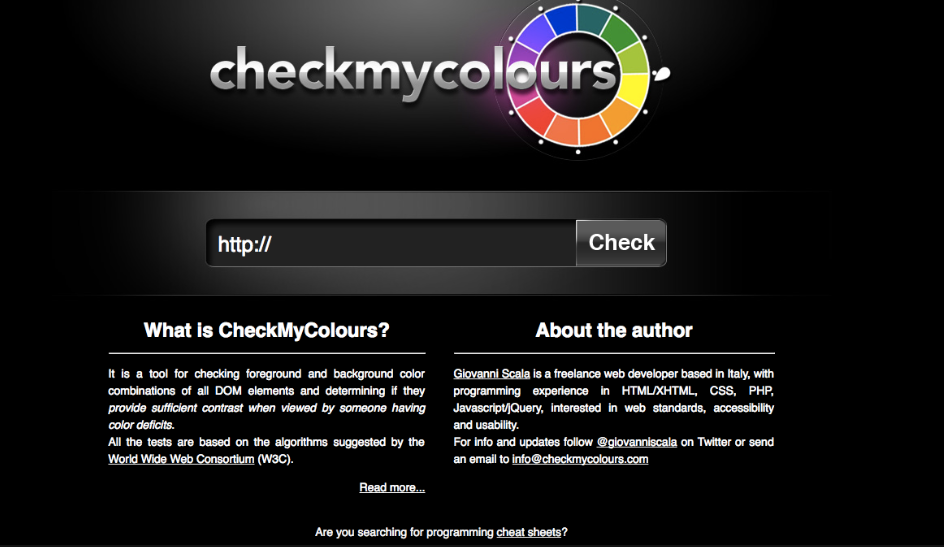 checkmycolours
http://
Check
What is CheckMyColours?
It is a tool for checking foreground and background color
combinations of all DOM elements and determining if they
provide sufficient contrast when viewed by someone having
color deficits.
All the tests are based on the algorithms suggested by the
World Wide Web Consortium (W3C).
Read more...
About the author
Giovanni Scala is a freelance web developer based in Italy, with
programming experience in HTML/XHTML, CSS, PHP,
Javascript/jQuery, interested in web standards, accessibility
and usability.
For info and updates follow @giovanniscala on Twitter or send
an email to info@checkmycolours.com
Are you searching for programming cheat sheets?